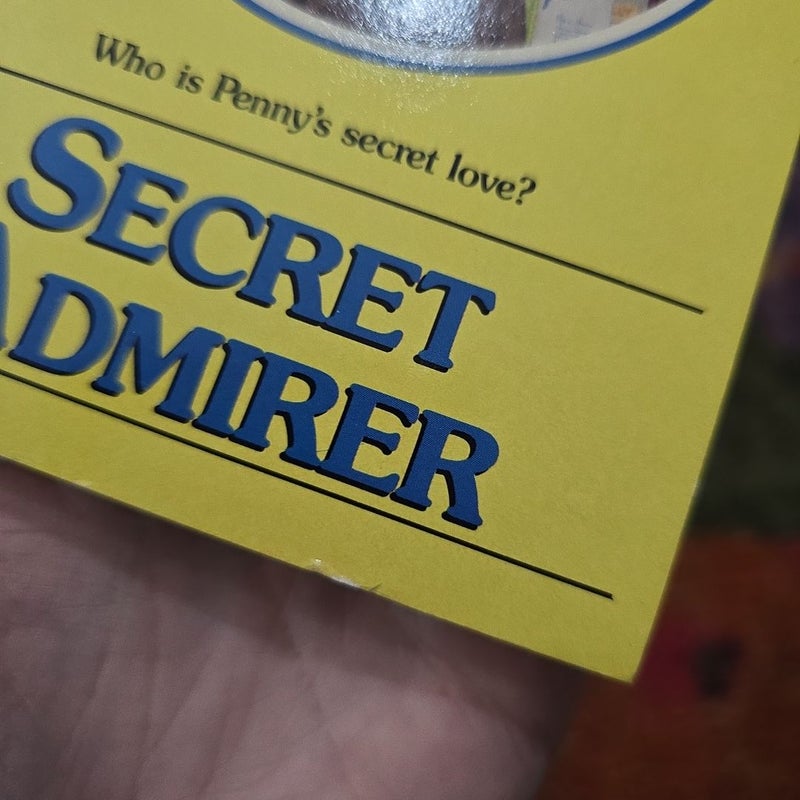 Who is Penny's secret love?
SECRET
ADMIRER